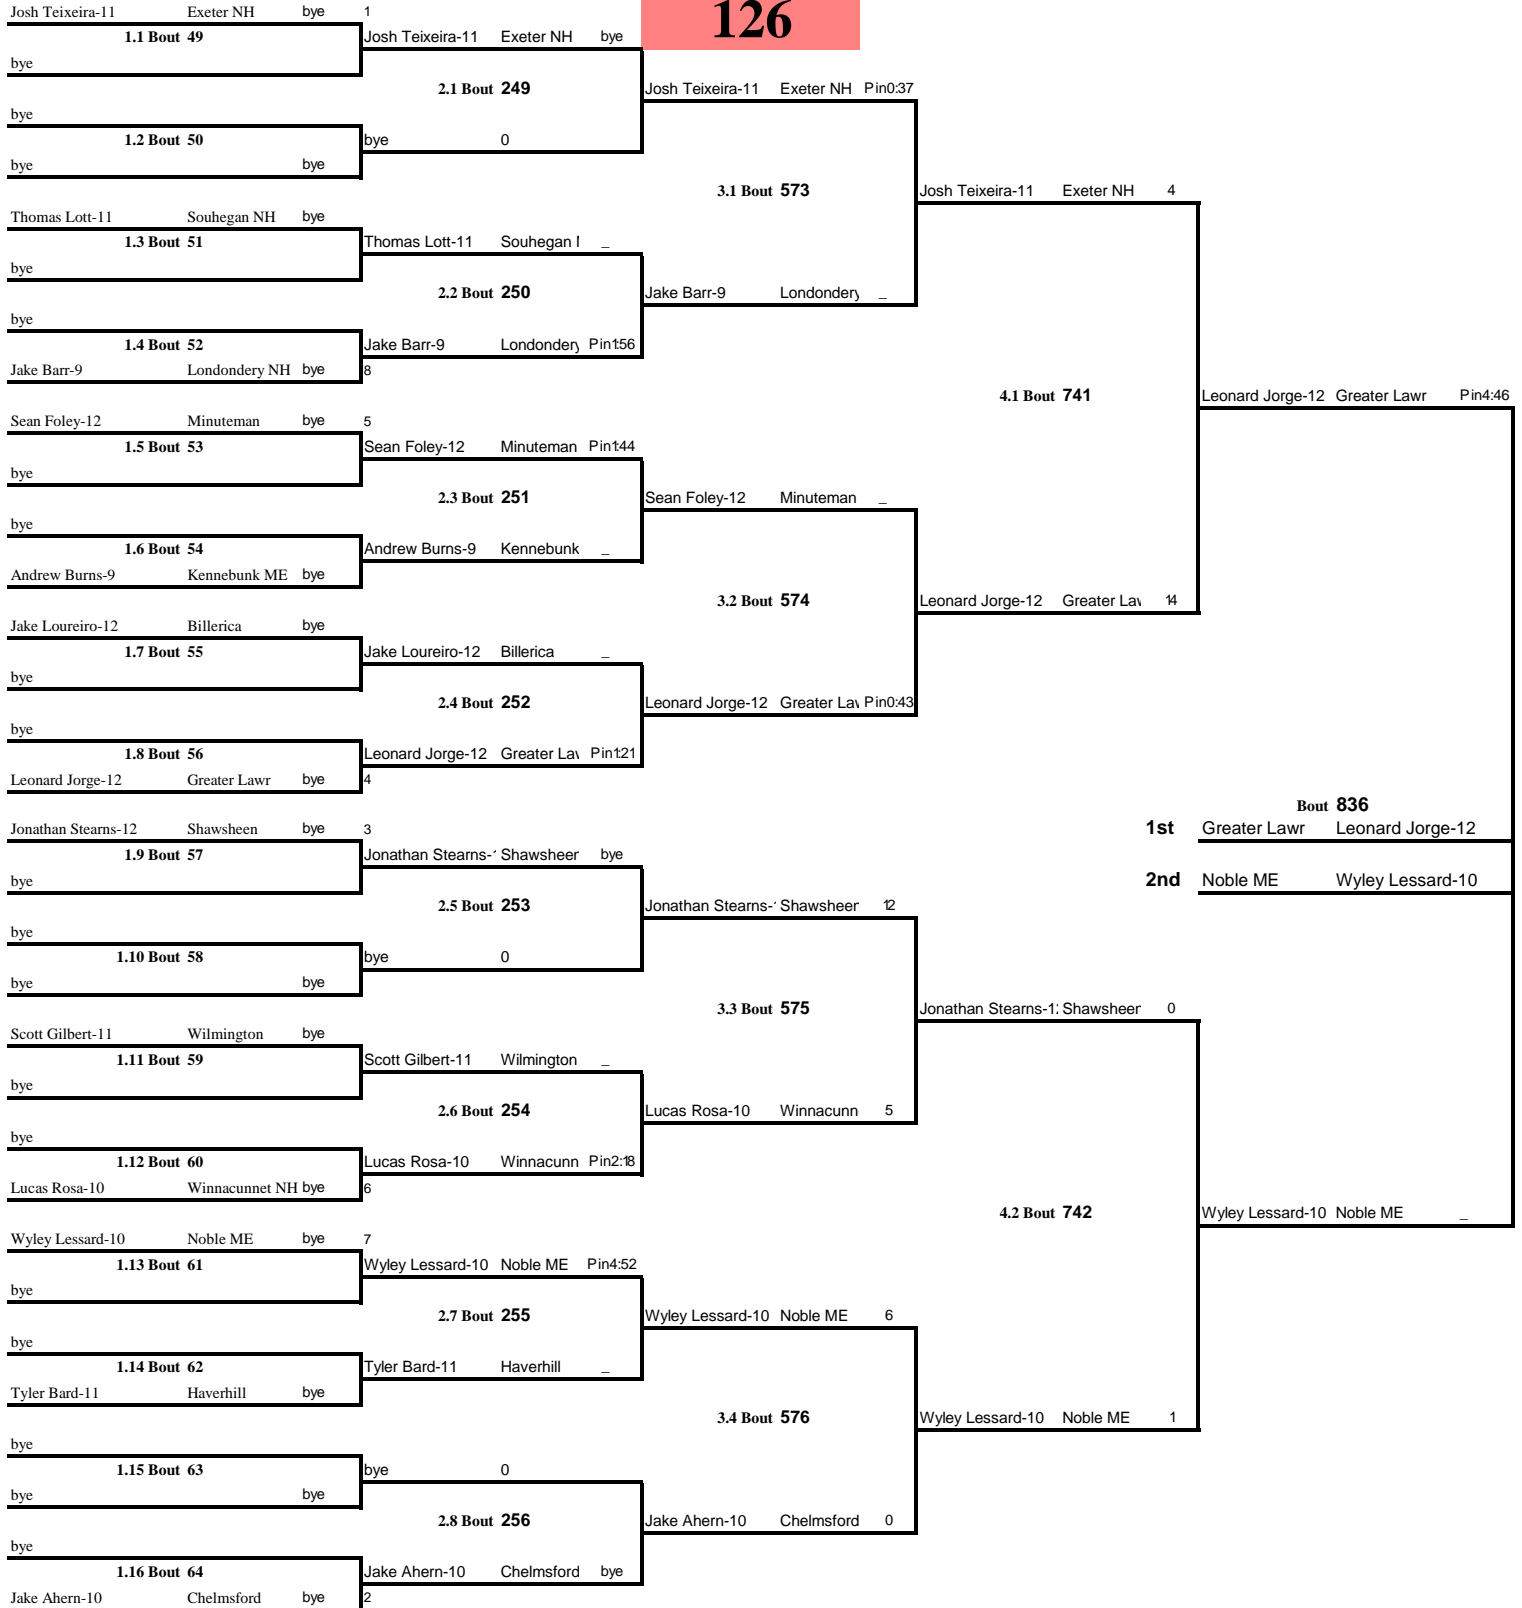 126
Josh Teixeira-11 Exeter NH bye 1
1.1 Bout 49 Josh Teixeira-11 Exeter NH bye
bye
2.1 Bout 249 Josh Teixeira-11 Exeter NH Pin0:37
bye
1.2 Bout 50 bye 0
bye bye
3.1 Bout 573 Josh Teixeira-11 Exeter NH 4
Thomas Lott-11 Souhegan NH bye
1.3 Bout 51 Thomas Lott-11 Souhegan _
bye
2.2 Bout 250 Jake Barr-9 Londondery _
bye
1.4 Bout 52 Jake Barr-9 Londondery Pin1:56
Jake Barr-9 Londondery NH bye 8
4.1 Bout 741 Leonard Jorge-12 Greater Lawr Pin4:46
Sean Foley-12 Minuteman bye 5
1.5 Bout 53 Sean Foley-12 Minuteman Pin1:44
bye
2.3 Bout 251 Sean Foley-12 Minuteman _
bye
1.6 Bout 54 Andrew Burns-9 Kennebunk _
Andrew Burns-9 Kennebunk ME bye
3.2 Bout 574 Leonard Jorge-12 Greater Law 14
Jake Loureiro-12 Billerica bye
1.7 Bout 55 Jake Loureiro-12 Billerica _
bye
2.4 Bout 252 Leonard Jorge-12 Greater Law Pin0:43
bye
1.8 Bout 56 Leonard Jorge-12 Greater Law Pin1:21
Leonard Jorge-12 Greater Lawr bye 4
Bout 836
Jonathan Stearns-12 Shawsheen bye 3
1st Greater Lawr Leonard Jorge-12
1.9 Bout 57 Jonathan Stearns-1 Shawsheen bye
bye
2nd Noble ME Wyley Lessard-10
2.5 Bout 253 Jonathan Stearns-1 Shawsheen 12
bye
1.10 Bout 58 bye 0
bye bye
3.3 Bout 575 Jonathan Stearns-12 Shawsheen 0
Scott Gilbert-11 Wilmington bye
1.11 Bout 59 Scott Gilbert-11 Wilmington _
bye
2.6 Bout 254 Lucas Rosa-10 Winnacunn 5
bye
1.12 Bout 60 Lucas Rosa-10 Winnacunn Pin2:18
Lucas Rosa-10 Winnacunnet NH bye 6
4.2 Bout 742 Wyley Lessard-10 Noble ME _
Wyley Lessard-10 Noble ME bye 7
1.13 Bout 61 Wyley Lessard-10 Noble ME Pin4:52
bye
2.7 Bout 255 Wyley Lessard-10 Noble ME 6
bye
1.14 Bout 62 Tyler Bard-11 Haverhill _
Tyler Bard-11 Haverhill bye
3.4 Bout 576 Wyley Lessard-10 Noble ME 1
bye
1.15 Bout 63 bye 0
bye bye
2.8 Bout 256 Jake Ahern-10 Chelmsford 0
bye
1.16 Bout 64 Jake Ahern-10 Chelmsford bye
Jake Ahern-10 Chelmsford bye 2